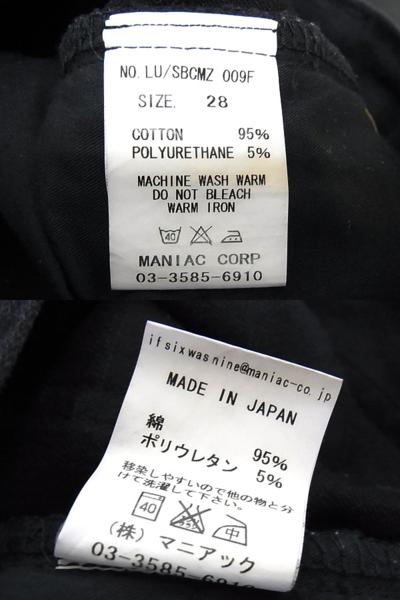 NO. LU/SBCMZ 009F
SIZE. 28
COTTON 95%
POLYURETHANE 5%
MACHINE WASH WARM
DO NOT BLEACH
WARM IRON
40
MANIAC CORP
03-3585-6910
ifsixwasnine@maniac-co.jp
MADE IN JAPAN
綿 95%
ポリウレタン 5%
移染しやすいので他の物と分
けて洗濯して下さい。
40 中
(株) マニアック
03-3585-6910